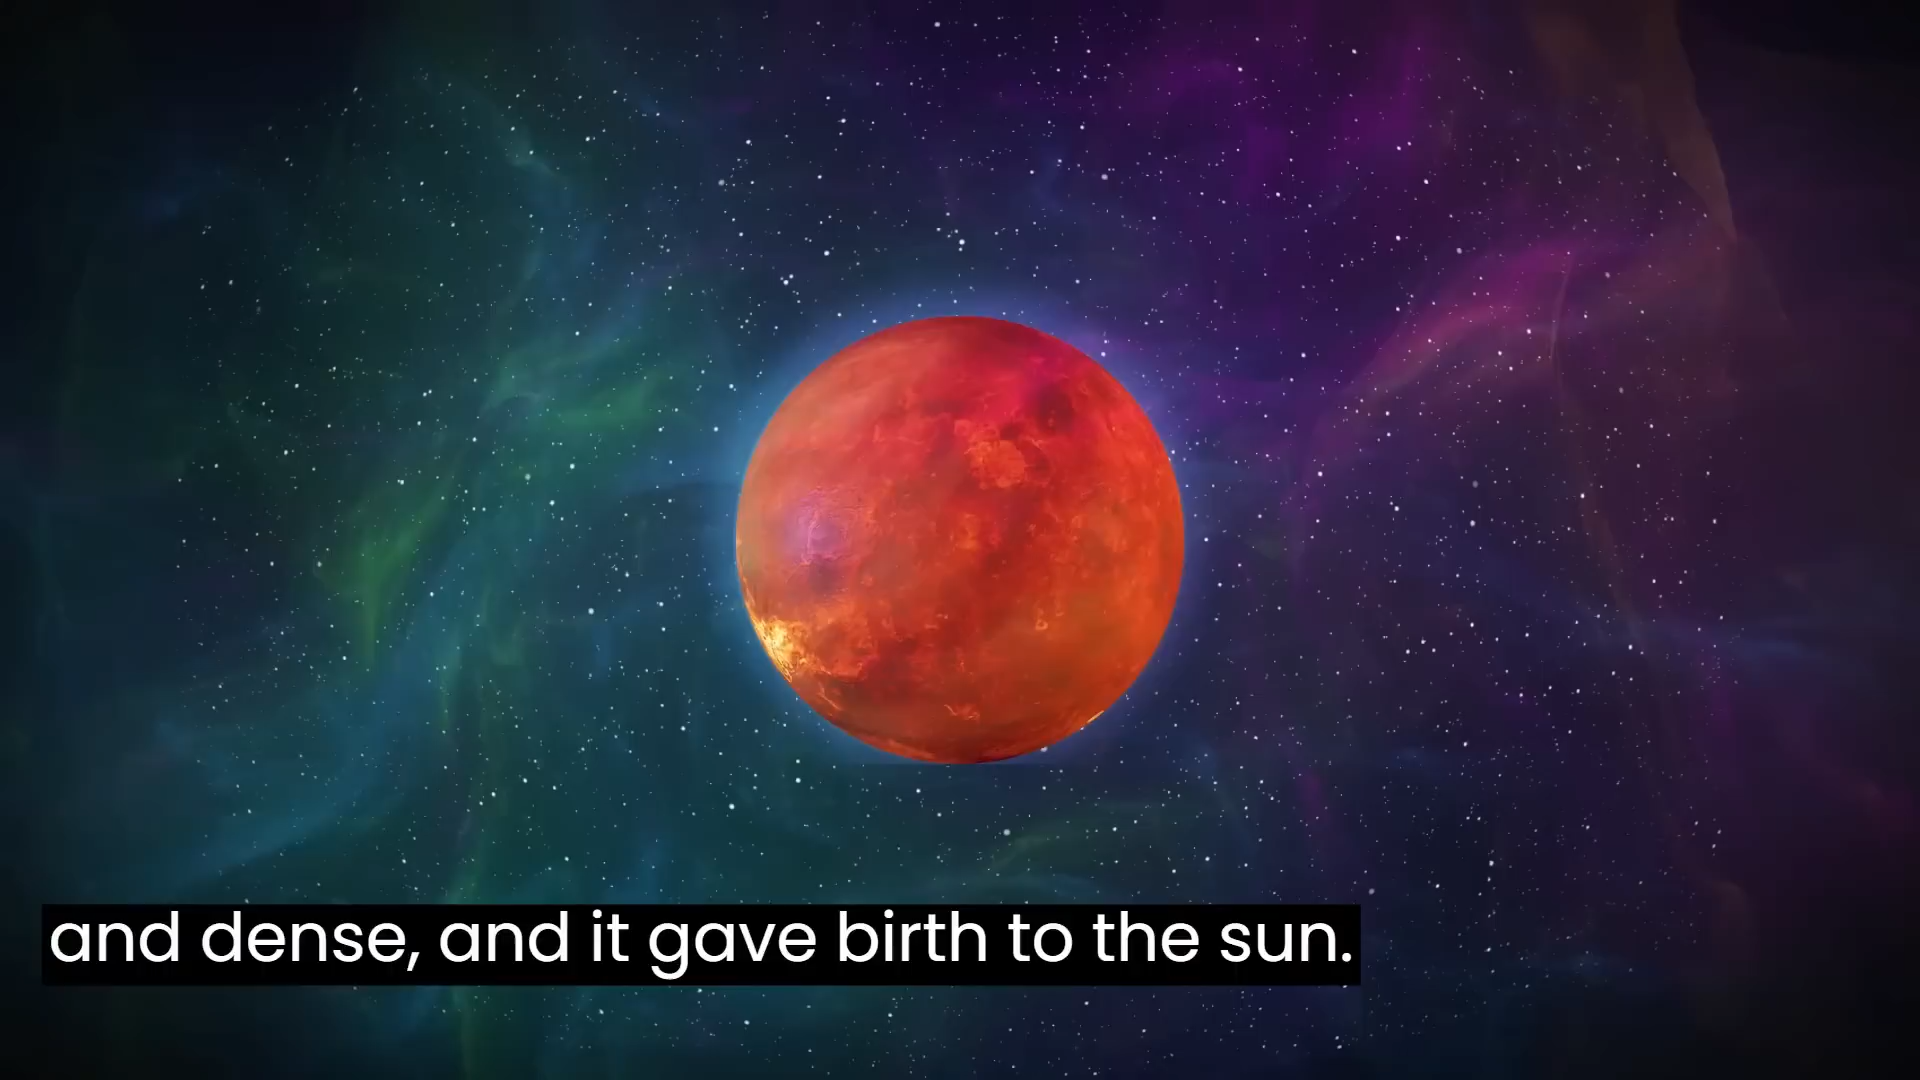 and dense, and it gave birth to the sun.